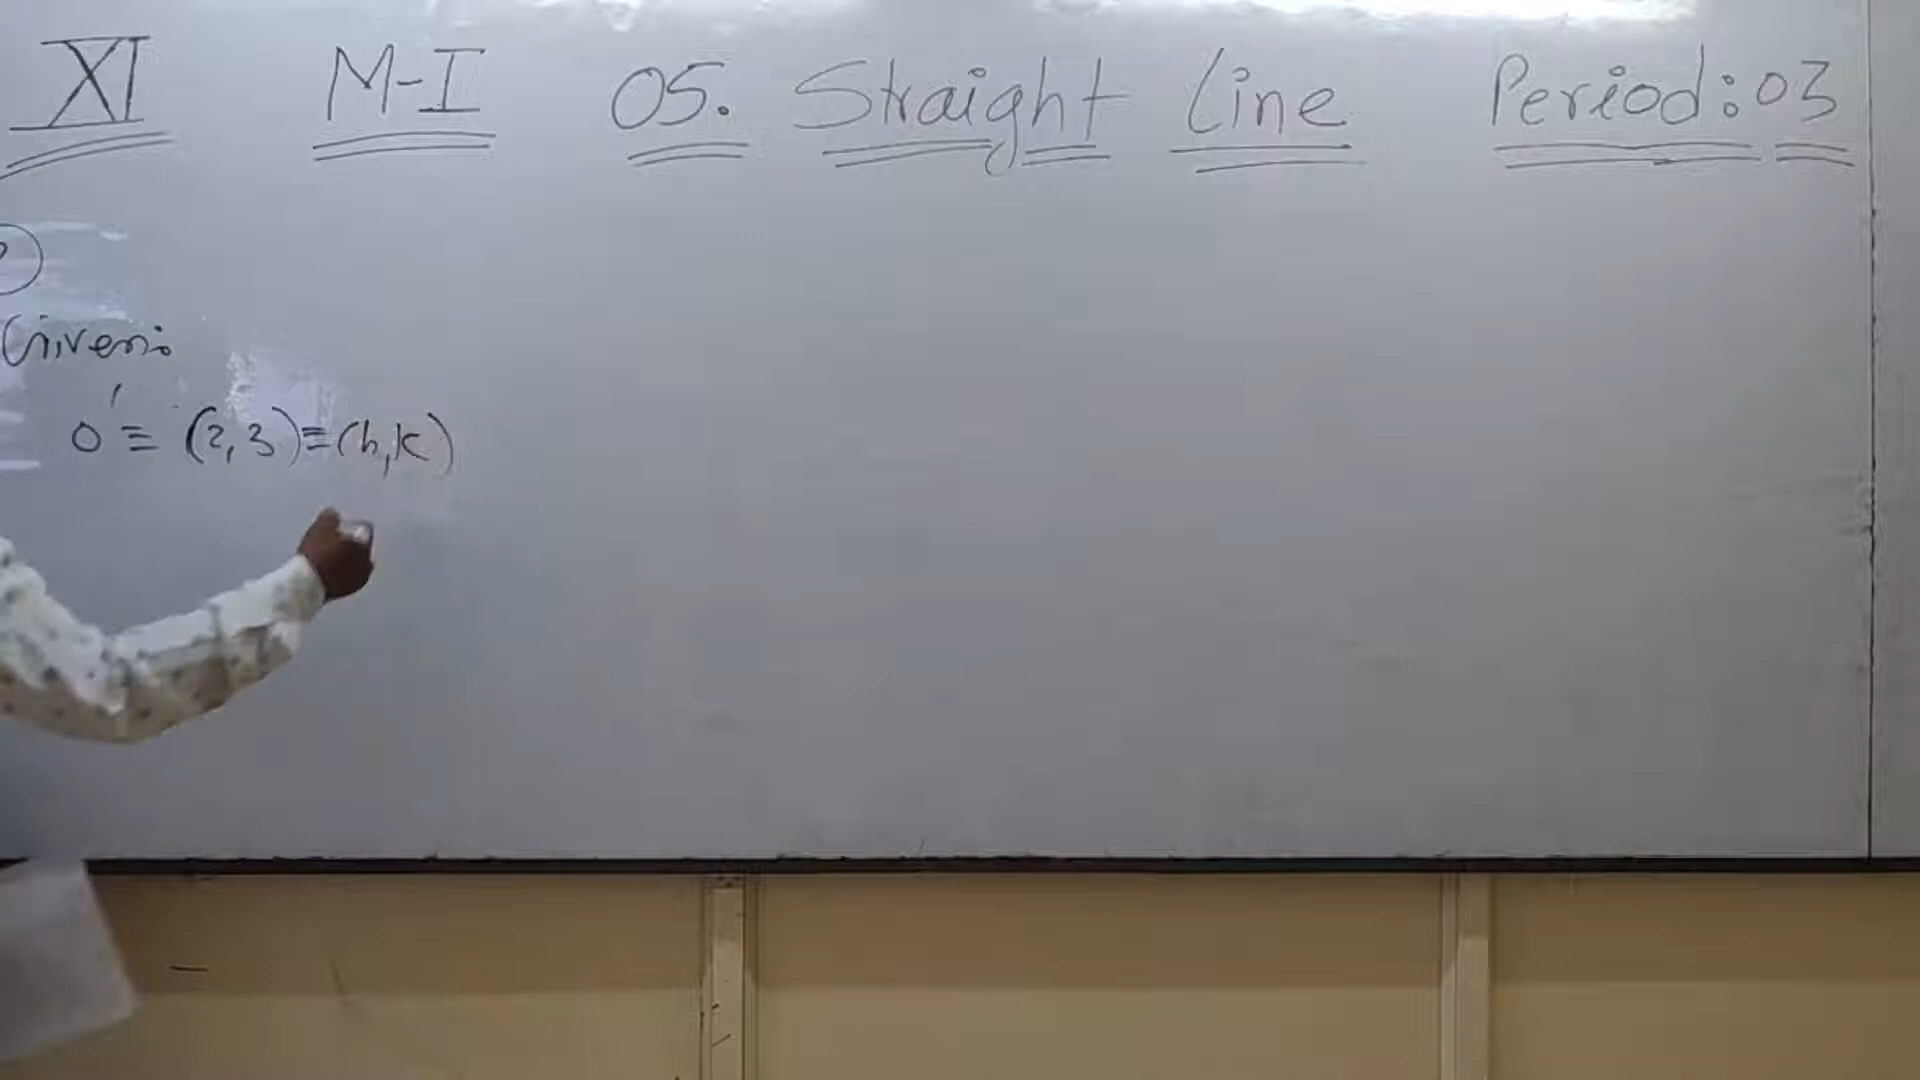 XI M-I 05. Straight Line Period:03
Given:
O' ≡ (2,3) ≡ (h,k)